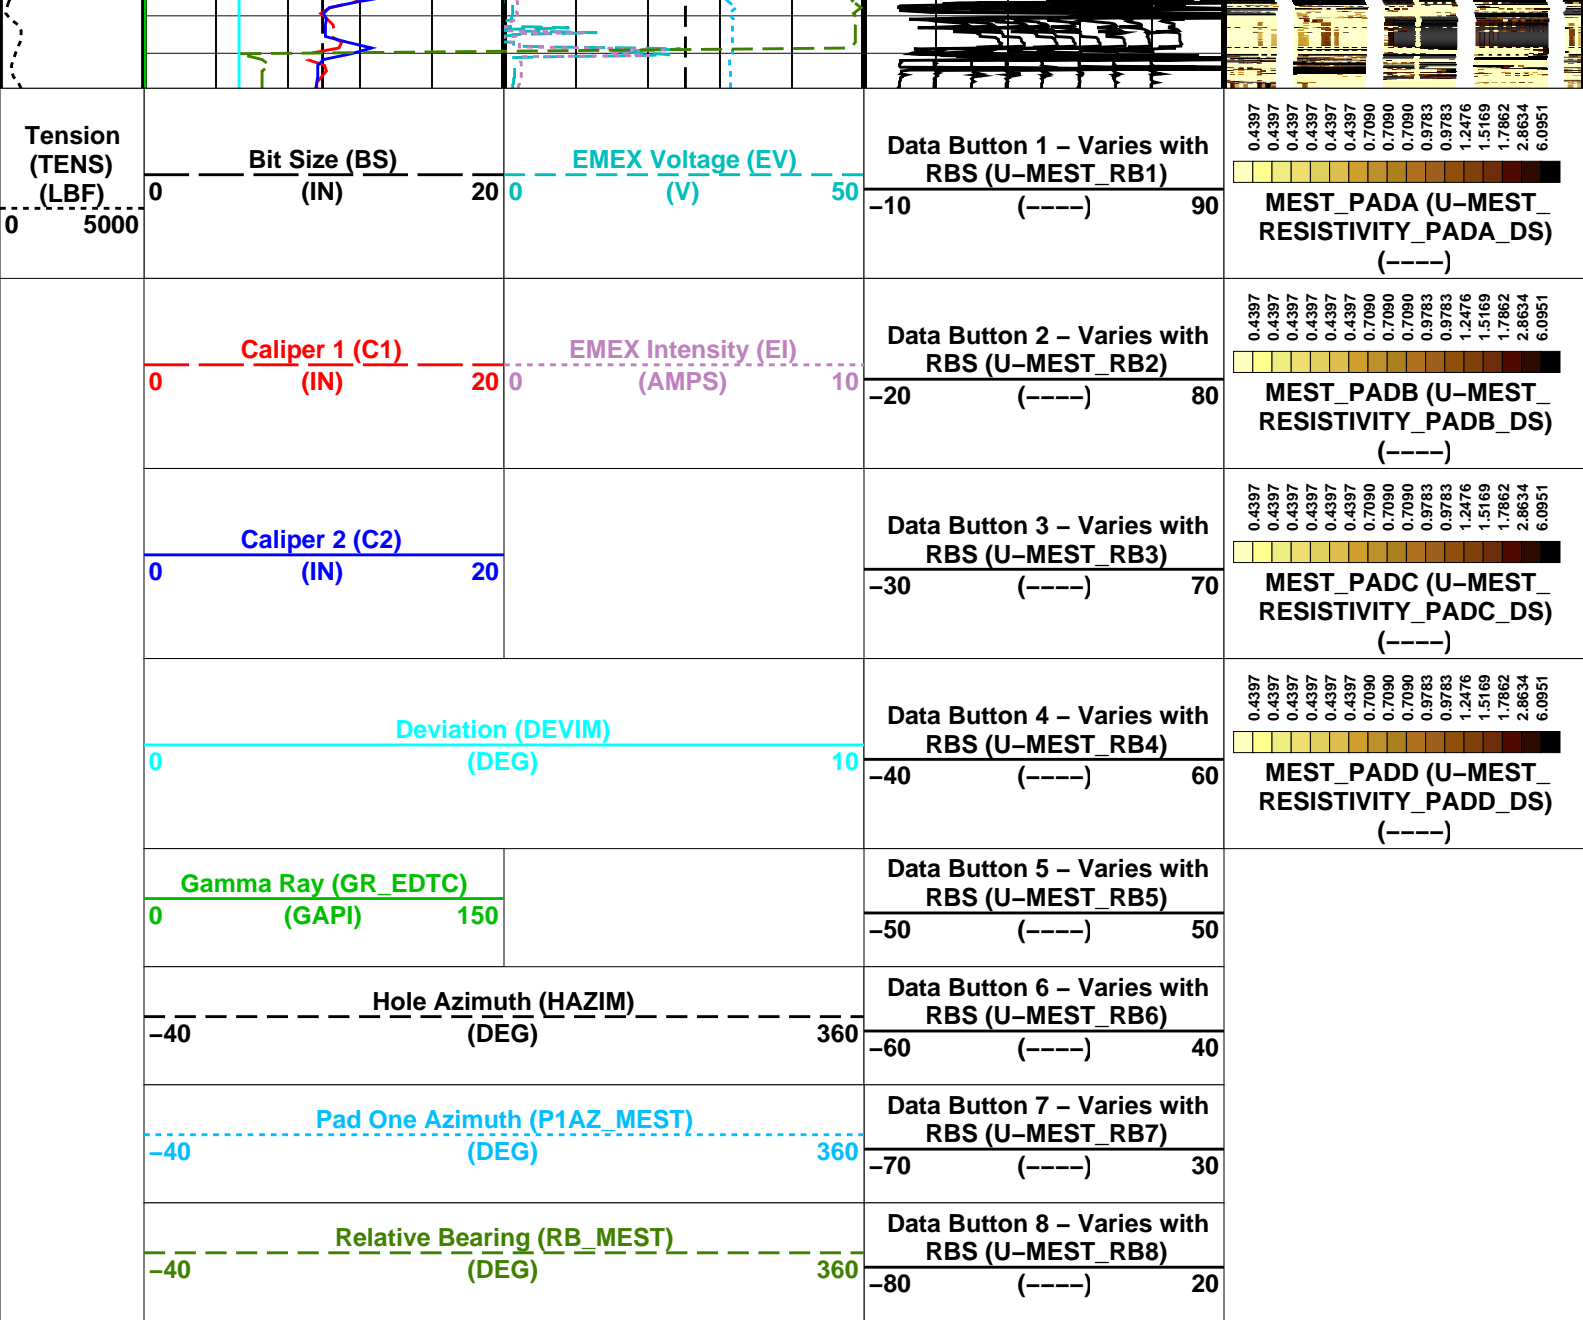 Tension
(TENS)
(LBF)
0 5000
Bit Size (BS)
0 (IN) 20
EMEX Voltage (EV)
0 (V) 50
Data Button 1 – Varies with
RBS (U–MEST_RB1)
–10 (––––) 90
0.4397 0.4397 0.4397 0.4397 0.4397 0.4397 0.7090 0.7090 0.7090 0.9783 0.9783 1.2476 1.5169 1.7862 2.8634 6.0951
MEST_PADA (U–MEST_
RESISTIVITY_PADA_DS)
(––––)
Caliper 1 (C1)
0 (IN) 20
EMEX Intensity (EI)
0 (AMPS) 10
Data Button 2 – Varies with
RBS (U–MEST_RB2)
–20 (––––) 80
0.4397 0.4397 0.4397 0.4397 0.4397 0.4397 0.7090 0.7090 0.7090 0.9783 0.9783 1.2476 1.5169 1.7862 2.8634 6.0951
MEST_PADB (U–MEST_
RESISTIVITY_PADB_DS)
(––––)
Caliper 2 (C2)
0 (IN) 20
Data Button 3 – Varies with
RBS (U–MEST_RB3)
–30 (––––) 70
0.4397 0.4397 0.4397 0.4397 0.4397 0.4397 0.7090 0.7090 0.7090 0.9783 0.9783 1.2476 1.5169 1.7862 2.8634 6.0951
MEST_PADC (U–MEST_
RESISTIVITY_PADC_DS)
(––––)
Deviation (DEVIM)
0 (DEG) 10
Data Button 4 – Varies with
RBS (U–MEST_RB4)
–40 (––––) 60
0.4397 0.4397 0.4397 0.4397 0.4397 0.4397 0.7090 0.7090 0.7090 0.9783 0.9783 1.2476 1.5169 1.7862 2.8634 6.0951
MEST_PADD (U–MEST_
RESISTIVITY_PADD_DS)
(––––)
Gamma Ray (GR_EDTC)
0 (GAPI) 150
Data Button 5 – Varies with
RBS (U–MEST_RB5)
–50 (––––) 50
Hole Azimuth (HAZIM)
–40 (DEG) 360
Data Button 6 – Varies with
RBS (U–MEST_RB6)
–60 (––––) 40
Pad One Azimuth (P1AZ_MEST)
–40 (DEG) 360
Data Button 7 – Varies with
RBS (U–MEST_RB7)
–70 (––––) 30
Relative Bearing (RB_MEST)
–40 (DEG) 360
Data Button 8 – Varies with
RBS (U–MEST_RB8)
–80 (––––) 20